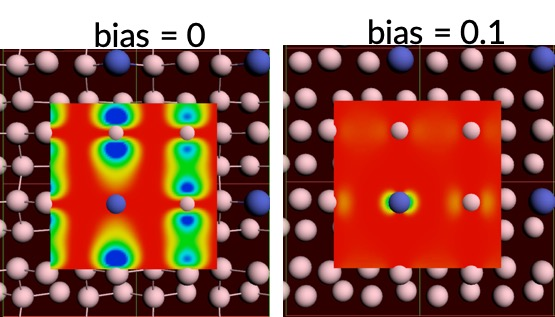 bias = 0
bias = 0.1